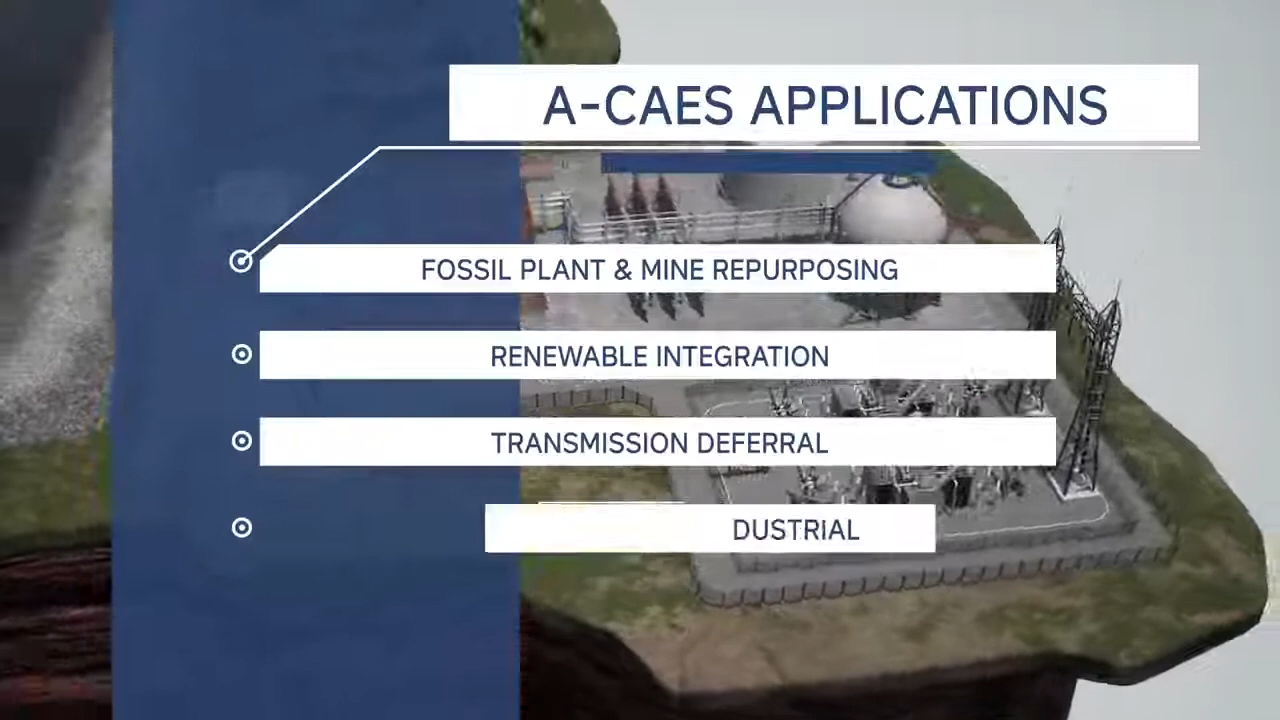 A-CAES APPLICATIONS
FOSSIL PLANT & MINE REPURPOSING
RENEWABLE INTEGRATION
TRANSMISSION DEFERRAL
DUSTRIAL